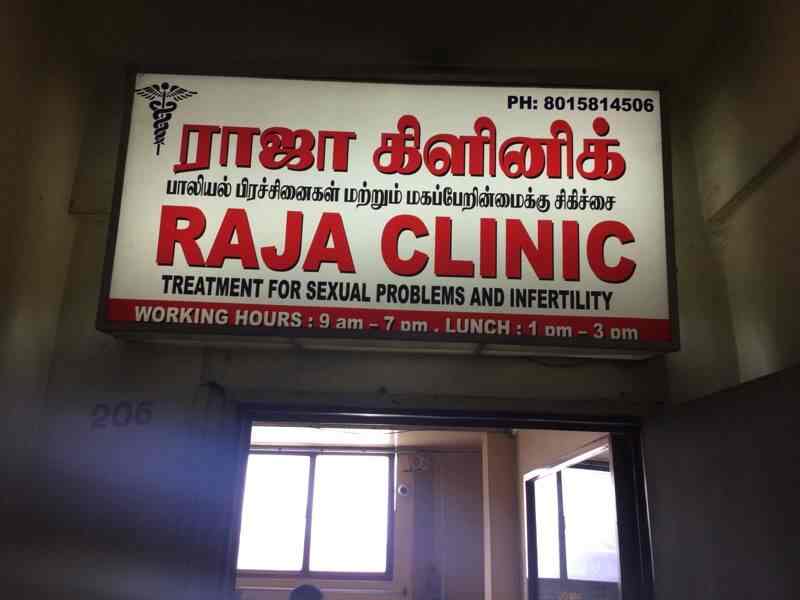 PH: 8015814506
ராஜா கிளினிக்
பாலியல் பிரச்சினைகள் மற்றும் மகப்பேறின்மைக்கு சிகிச்சை
RAJA CLINIC
TREATMENT FOR SEXUAL PROBLEMS AND INFERTILITY
WORKING HOURS : 9 am – 7 pm . LUNCH : 1 pm – 3 pm
206